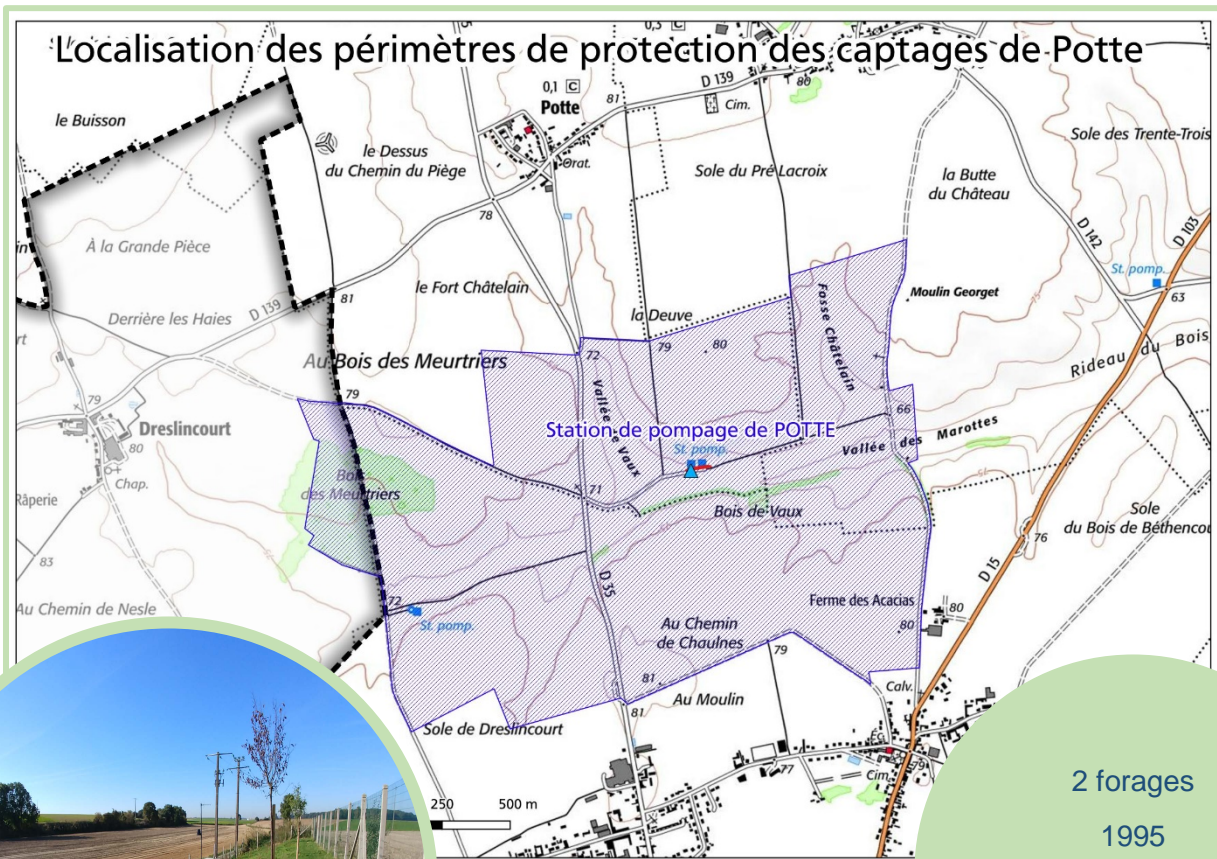 Localisation des périmètres de protection des captages de Potte
le Buisson
0,1 C
Potte
81
D 139
Cim.
80
Sole des Trente-Trois
le Dessus
du Chemin du Piège
Orat.
Sole du Pré Lacroix
la Butte
du Château
78
D 142
D 103
À la Grande Pièce
St. pomp.
63
D 139
81
le Fort Châtelain
Fosse Châtelain
Moulin Georget
75
Derrière les Haies
la Deuve
Rideau du Bois
Au Bois des Meurtriers
72
79
80
79
79
Vallée de Vaux
66
Dreslincourt
80
Station de pompage de POTTE
St. pomp.
Vallée des Marottes
Chap.
Râperie
Bois
des Meurtriers
71
Bois de Vaux
Sole
du Bois de Béthencou
76
83
D 15
D 35
Au Chemin de Nesle
72
St. pomp.
Ferme des Acacias
80
80
Au Chemin
de Chaulnes
79
81
Calv.
81
Au Moulin
Sole de Dreslincourt
79
77
Cim.
250 500 m
2 forages
1995